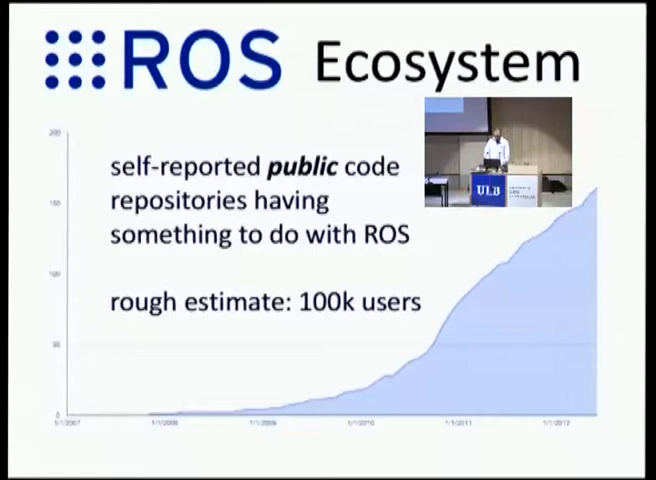 ROS Ecosystem
self-reported public code
repositories having
something to do with ROS
rough estimate: 100k users
ULB
200
150
100
50
0
1/1/2007 1/1/2008 1/1/2009 1/1/2010 1/1/2011 1/1/2012